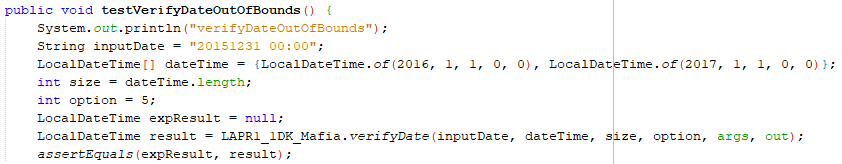 public void testVerifyDateOutOfBounds() {
System.out.println("verifyDateOutOfBounds");
String inputDate = "20151231 00:00";
LocalDateTime[] dateTime = {LocalDateTime.of(2016, 1, 1, 0, 0), LocalDateTime.of(2017, 1, 1, 0, 0)};
int size = dateTime.length;
int option = 5;
LocalDateTime expResult = null;
LocalDateTime result = LAPR1_1DK_Mafia.verifyDate(inputDate, dateTime, size, option, args, out);
assertEquals(expResult, result);